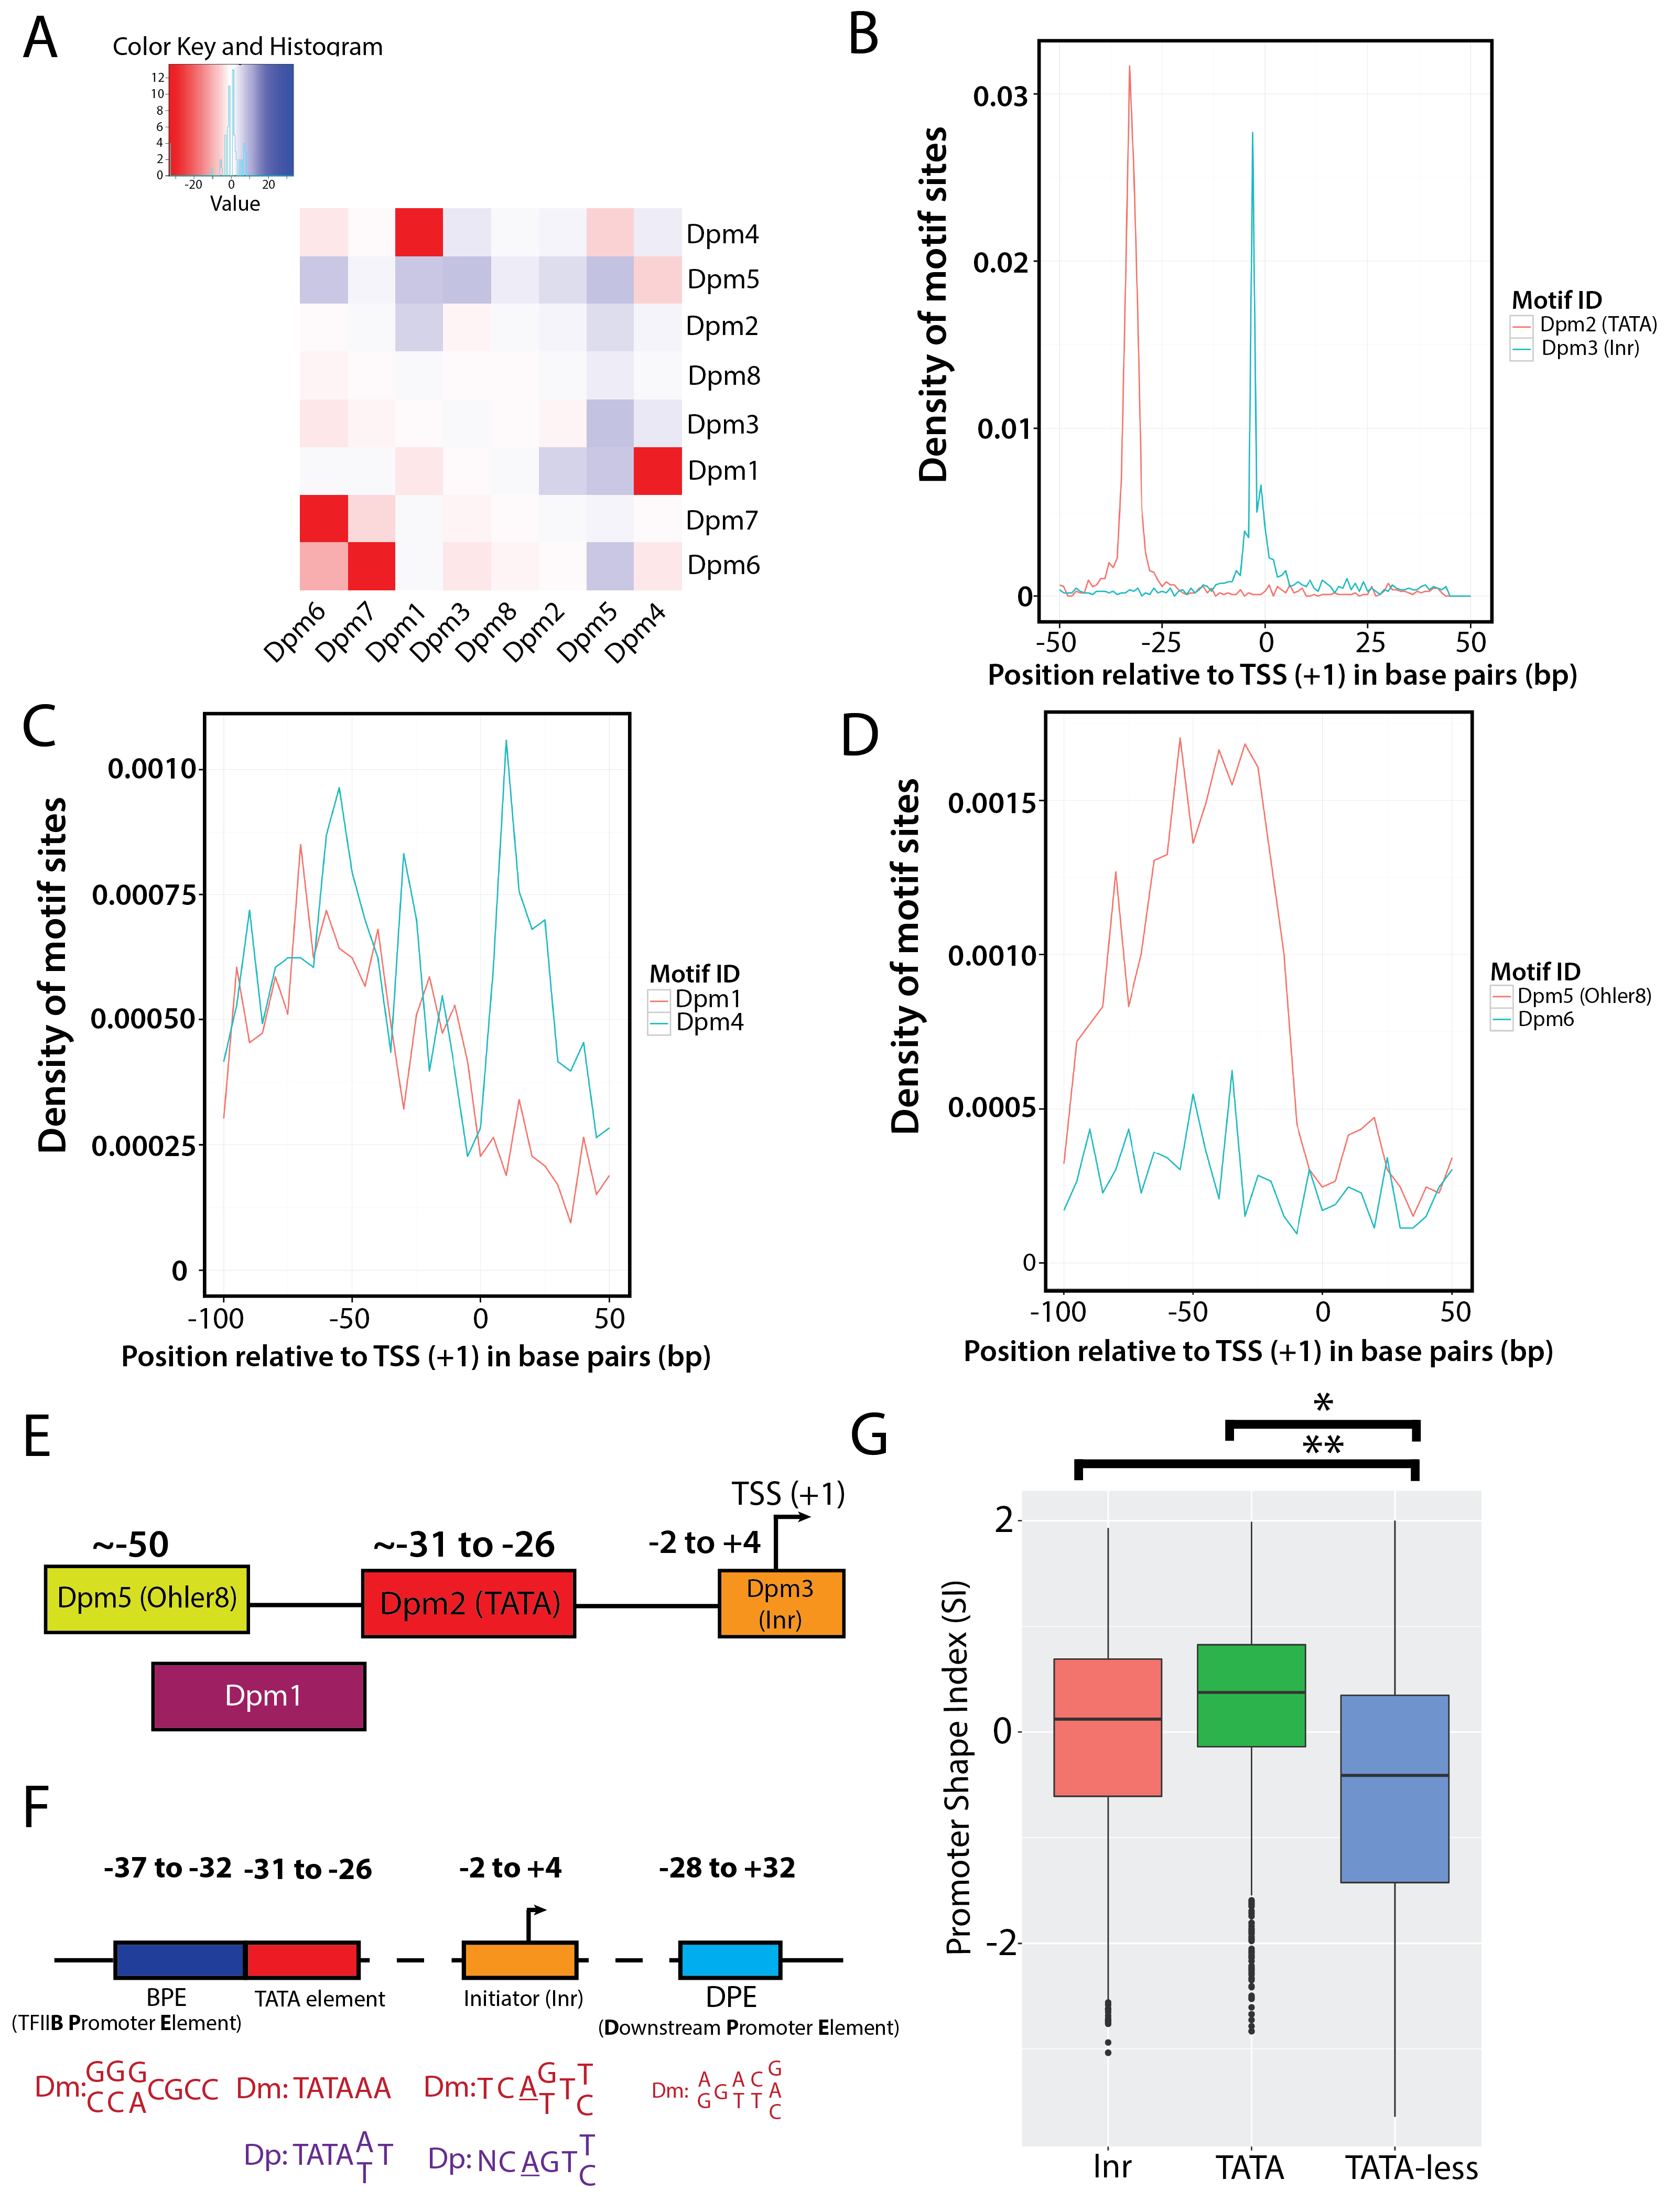 A
Color Key and Histogram
12
10
8
6
4
2
0
-20 0 20
Value
Dpm4
Dpm5
Dpm2
Dpm8
Dpm3
Dpm1
Dpm7
Dpm6
Dpm6 Dpm7 Dpm1 Dpm3 Dpm8 Dpm2 Dpm5 Dpm4
B
Density of motif sites
0.03
0.02
0.01
0
-50 -25 0 25 50
Position relative to TSS (+1) in base pairs (bp)
Motif ID
Dpm2 (TATA)
Dpm3 (Inr)
C
Density of motif sites
0.0010
0.00075
0.00050
0.00025
0
-100 -50 0 50
Position relative to TSS (+1) in base pairs (bp)
Motif ID
Dpm1
Dpm4
D
Density of motif sites
0.0015
0.0010
0.0005
0
-100 -50 0 50
Position relative to TSS (+1) in base pairs (bp)
Motif ID
Dpm5 (Ohler8)
Dpm6
E
TSS (+1)
~-50 ~-31 to -26 -2 to +4
Dpm5 (Ohler8) Dpm2 (TATA) Dpm3
(Inr)
Dpm1
F
-37 to -32 -31 to -26 -2 to +4 -28 to +32
BPE TATA element Initiator (Inr) DPE
(TFIIB Promoter Element) (Downstream Promoter Element)
Dm: GGG
CCA CGCC
Dm: TATAAA
Dm: TCA G
T T T
C
Dm: A
G G A
T C
T G
A
C
Dp: TATA A
T T
Dp: NCAGT T
C
G
*
**
Promoter Shape Index (SI)
2
0
-2
Inr TATA TATA-less